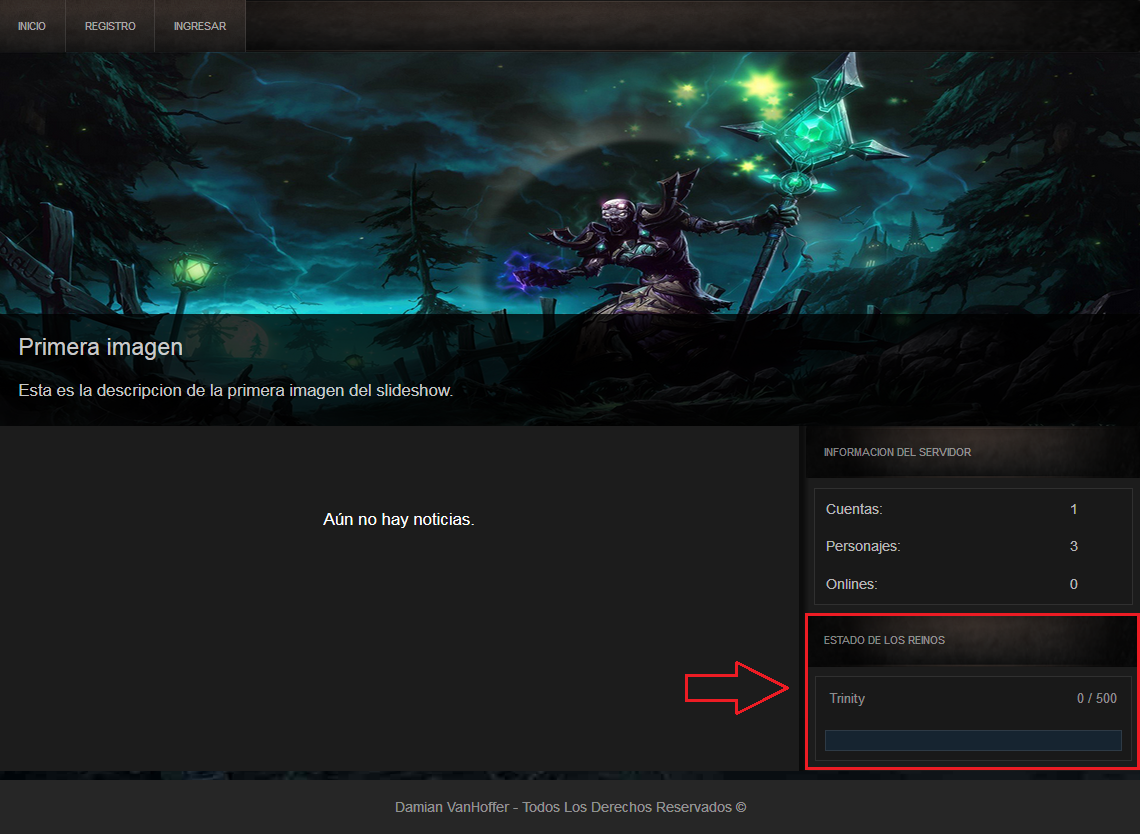 INICIO REGISTRO INGRESAR
Primera imagen
Esta es la descripcion de la primera imagen del slideshow.
Aún no hay noticias.
INFORMACION DEL SERVIDOR
Cuentas: 1
Personajes: 3
Onlines: 0
ESTADO DE LOS REINOS
Trinity 0 / 500
Damian VanHoffer - Todos Los Derechos Reservados ©